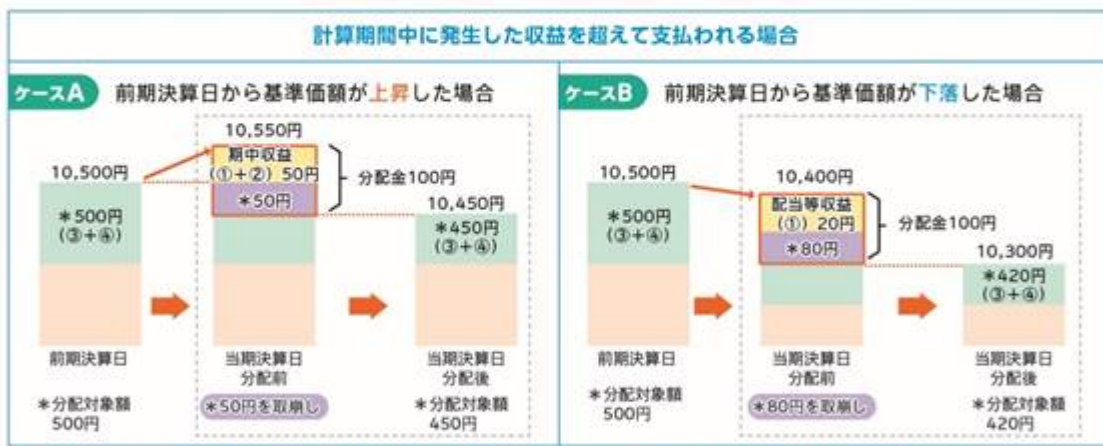 計算期間中に発生した収益を超えて支払われる場合
ケースA 前期決算日から基準価額が上昇した場合
10,550円
10,500円
期中収益
(①+②) 50円
分配金100円
*50円
*500円
(③+④)
10,450円
*450円
(③+④)
前期決算日
当期決算日
分配前
当期決算日
分配後
*分配対象額
500円
*50円を取崩し
*分配対象額
450円
ケースB 前期決算日から基準価額が下落した場合
10,500円
10,400円
*500円
(③+④)
配当等収益
(①) 20円
分配金100円
*80円
10,300円
*420円
(③+④)
前期決算日
当期決算日
分配前
当期決算日
分配後
*分配対象額
500円
*80円を取崩し
*分配対象額
420円